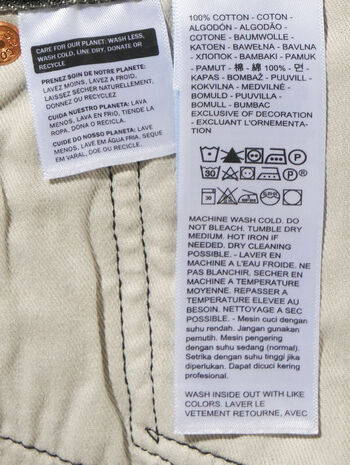 CARE FOR OUR PLANET: WASH LESS,
WASH COLD, LINE DRY, DONATE OR
RECYCLE
PRENEZ SOIN DE NOTRE PLANETE:
LAVEZ MOINS, LAVEZ A FROID,
LAISSEZ SECHER NATURELLEMENT,
DONNEZ OU RECYCLEZ
CUIDA NUESTRO PLANETA: LAVA
MENOS, LAVA EN FRIO, TIENDE LA
ROPA, DONA O RECICLA.
CUIDE DO NOSSO PLANETA: LAVE
MENOS, LAVE EM ÁGUA FRIA, SEQUE
EM VARAL, DOE OU RECICLE.
100% COTTON - COTON -
ALGODON - ALGODÃO -
COTONE - BAUMWOLLE -
KATOEN - BAWEŁNA - BAVLNA
- ХЛОПОК - BAMBAKI - PAMUK
- PAMUT - 棉 - 綿 100% - 면 -
KAPAS - BOMBAŽ - PUUVILL -
KOKVILNA - MEDVILNĖ -
BOMULD - PUUVILLA -
BOMULL - BUMBAC
EXCLUSIVE OF DECORATION
- EXCLUANT L'ORNEMENTA-
TION
30 P
30 P
MACHINE WASH COLD. DO
NOT BLEACH. TUMBLE DRY
MEDIUM. HOT IRON IF
NEEDED. DRY CLEANING
POSSIBLE. - LAVER EN
MACHINE A L'EAU FROIDE. NE
PAS BLANCHIR. SECHER EN
MACHINE A TEMPERATURE
MOYENNE. REPASSER A
TEMPERATURE ELEVEE AU
BESOIN. NETTOYAGE A SEC
POSSIBLE. - Mesin cuci dengan
suhu rendah. Jangan gunakan
pemutih. Mesin pengering
dengan suhu sedang (normal).
Setrika dengan suhu tinggi jika
diperlukan. Dapat dicuci kering
profesional.
WASH INSIDE OUT WITH LIKE
COLORS. LAVER LE
VETEMENT RETOURNE, AVEC